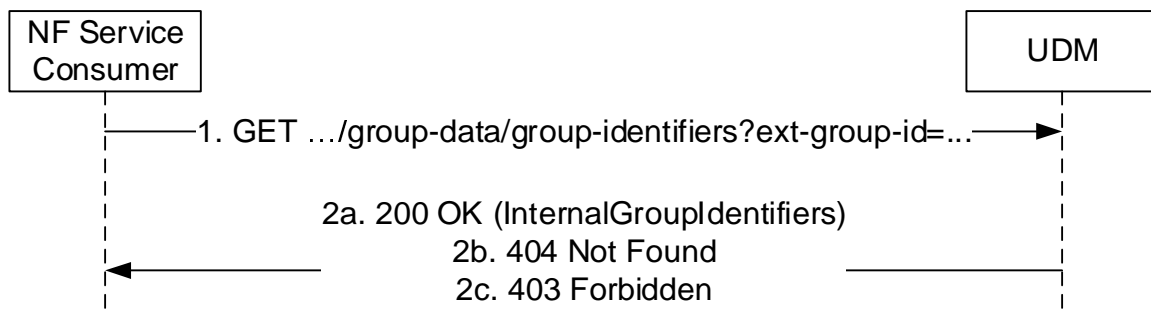 NF Service
Consumer
UDM
1. GET …/group-data/group-identifiers?ext-group-id=...
2a. 200 OK (InternalGroupIdentifiers)
2b. 404 Not Found
2c. 403 Forbidden